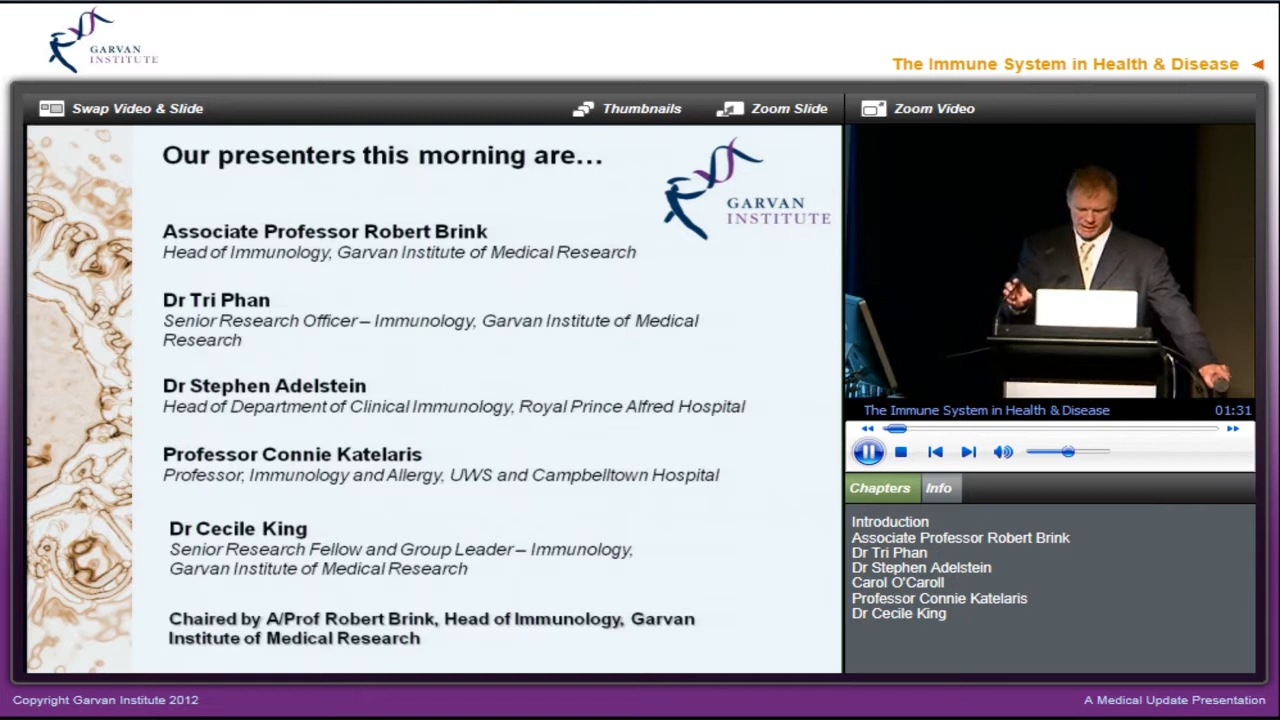 GARVAN
INSTITUTE
The Immune System in Health & Disease
Swap Video & Slide
Thumbnails
Zoom Slide
Zoom Video
Our presenters this morning are…
GARVAN
INSTITUTE
Associate Professor Robert Brink
Head of Immunology, Garvan Institute of Medical Research
Dr Tri Phan
Senior Research Officer – Immunology, Garvan Institute of Medical
Research
Dr Stephen Adelstein
Head of Department of Clinical Immunology, Royal Prince Alfred Hospital
Professor Connie Katelaris
Professor, Immunology and Allergy, UWS and Campbelltown Hospital
Dr Cecile King
Senior Research Fellow and Group Leader – Immunology,
Garvan Institute of Medical Research
Chaired by A/Prof Robert Brink, Head of Immunology, Garvan
Institute of Medical Research
The Immune System in Health & Disease
01:31
Chapters
Info
Introduction
Associate Professor Robert Brink
Dr Tri Phan
Dr Stephen Adelstein
Carol O'Caroll
Professor Connie Katelaris
Dr Cecile King
Copyright Garvan Institute 2012
A Medical Update Presentation